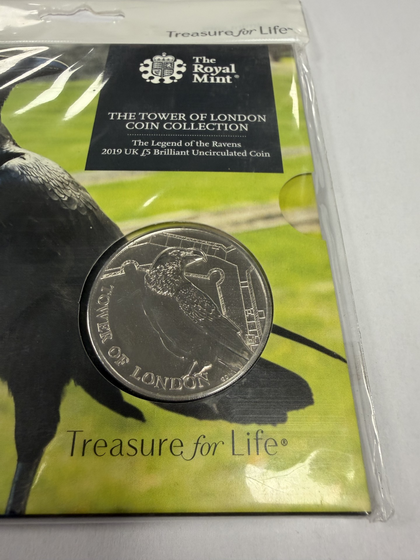 Treasure for Life®
The
Royal
Mint®
THE TOWER OF LONDON
COIN COLLECTION
The Legend of the Ravens
2019 UK £5 Brilliant Uncirculated Coin
TOWER OF LONDON
Treasure for Life®